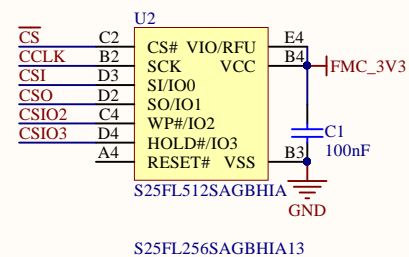 U2
CS C2 CS# VIO/RFU E4
CCLK B2 SCK VCC B4 FMC_3V3
CSI D3 SI/IO0
CSO D2 SO/IO1
CSIO2 C4 WP#/IO2
CSIO3 D4 HOLD#/IO3 C1
A4 RESET# VSS B3 100nF
S25FL512SAGBHIA
GND
S25FL256SAGBHIA13